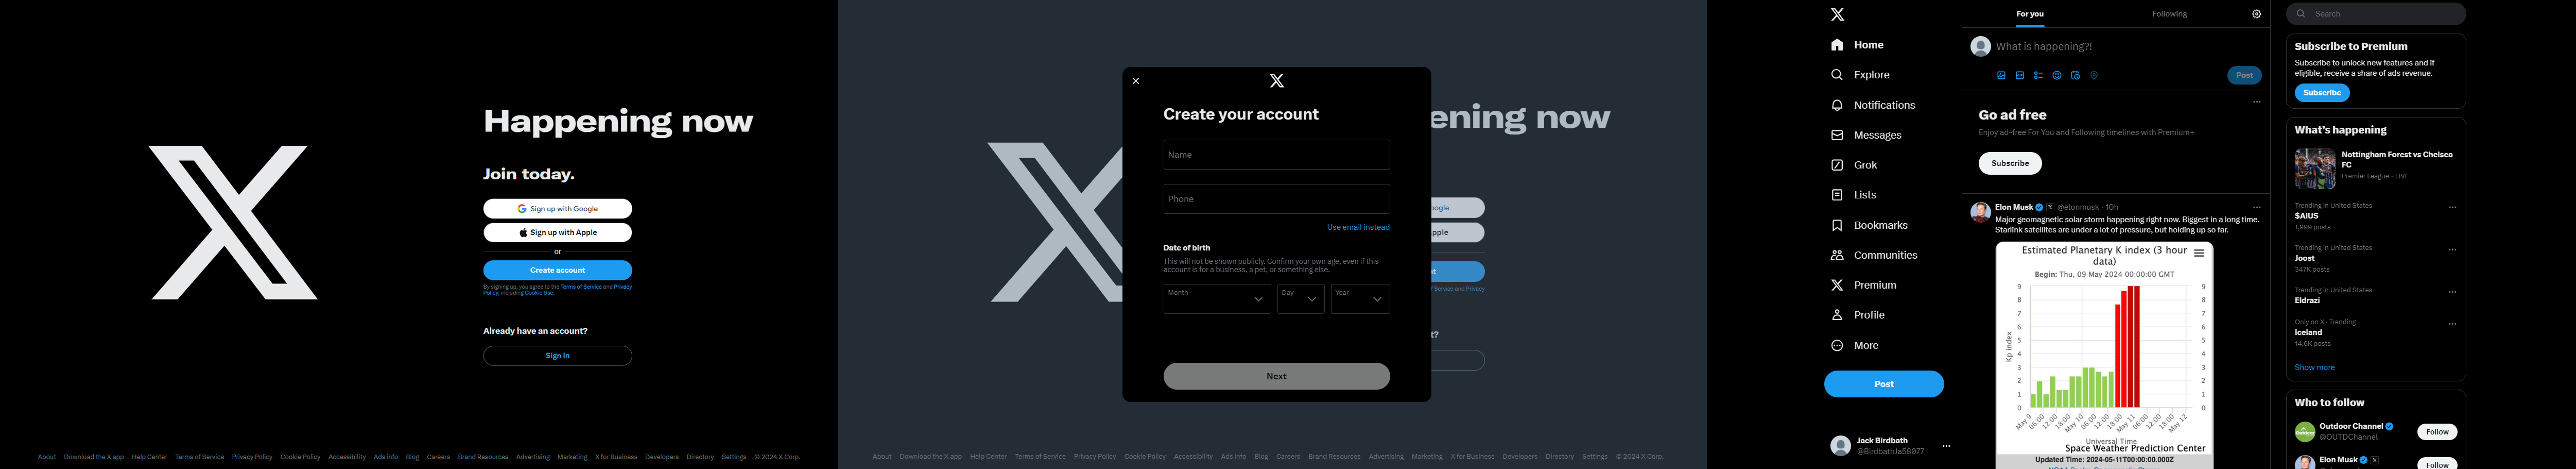 Happening now
Join today.
Sign up with Google
Sign up with Apple
or
Create account
By signing up, you agree to the Terms of Service and Privacy
Policy, including Cookie Use.
Already have an account?
Sign in
About Download the X app Help Center Terms of Service Privacy Policy Cookie Policy Accessibility Ads info Blog Careers Brand Resources Advertising Marketing X for Business Developers Directory Settings © 2024 X Corp.
ening now
oogle
pple
nt
f Service and Privacy
t?
Create your account
Name
Phone
Use email instead
Date of birth
This will not be shown publicly. Confirm your own age, even if this
account is for a business, a pet, or something else.
Month Day Year
Next
About Download the X app Help Center Terms of Service Privacy Policy Cookie Policy Accessibility Ads info Blog Careers Brand Resources Advertising Marketing X for Business Developers Directory Settings © 2024 X Corp.
Home
Explore
Notifications
Messages
Grok
Lists
Bookmarks
Communities
Premium
Profile
More
Post
Jack Birdbath
@BirdbathJa58077
For you Following
What is happening?!
Post
Go ad free
Enjoy ad-free For You and Following timelines with Premium+
Subscribe
Elon Musk @elonmusk · 10h
Major geomagnetic solar storm happening right now. Biggest in a long time.
Starlink satellites are under a lot of pressure, but holding up so far.
Estimated Planetary K index (3 hour
data)
Begin: Thu, 09 May 2024 00:00:00 GMT
9 9
8 8
7 7
6 6
5 5
4 4
3 3
2 2
1 1
0 0
Kp index
May 9 06:00 12:00 18:00 May 10 06:00 12:00 18:00 May 11 06:00 12:00 18:00 May 12
Universal Time
Space Weather Prediction Center
Updated Time: 2024-05-11T00:00:00.000Z
Search
Subscribe to Premium
Subscribe to unlock new features and if
eligible, receive a share of ads revenue.
Subscribe
What's happening
Nottingham Forest vs Chelsea
FC
Premier League · LIVE
Trending in United States
$AIUS
1,999 posts
Trending in United States
Joost
347K posts
Trending in United States
Eldrazi
Only on X · Trending
Iceland
14.6K posts
Show more
Who to follow
Outdoor Channel
@OUTDChannel
Follow
Elon Musk
Follow